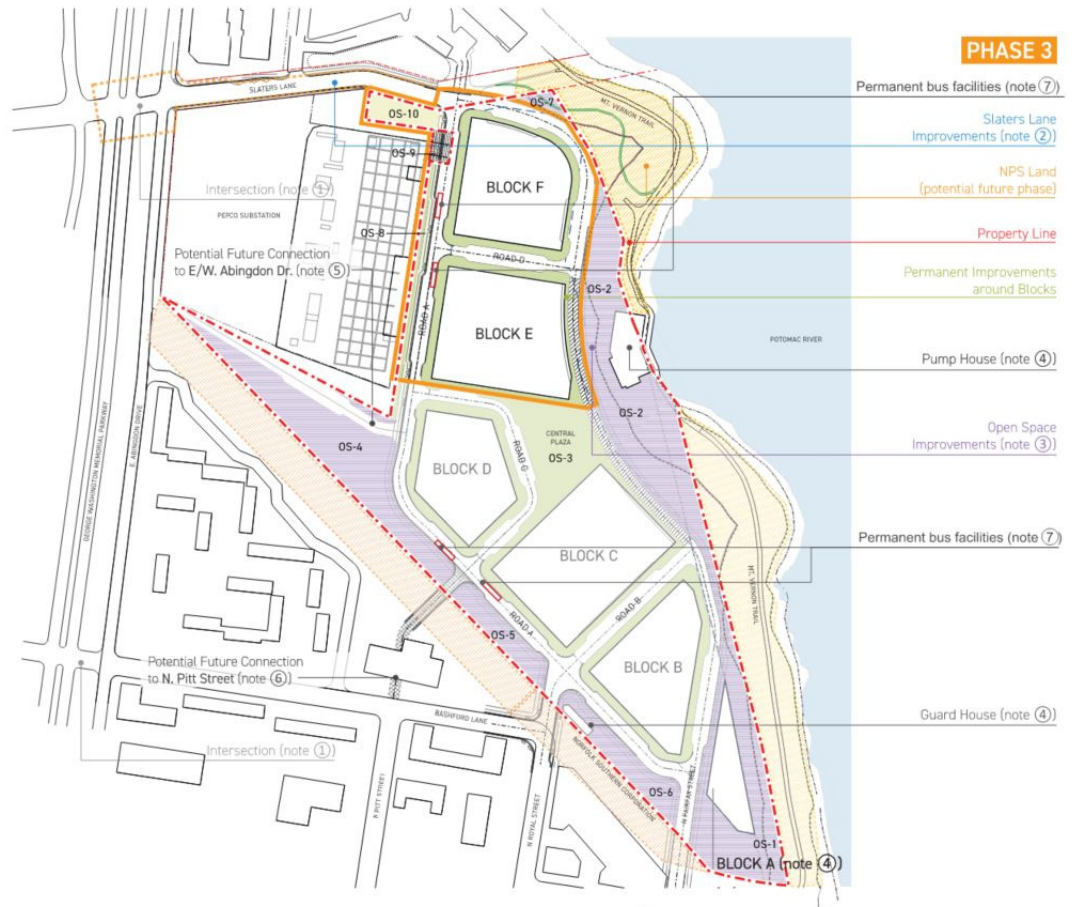 PHASE 3
Permanent bus facilities (note ⑦)
SLATERS LANE
Slaters Lane
Improvements (note ②)
OS-7
MT. VERNON TRAIL
OS-10
NPS Land
(potential future phase)
OS-9
Intersection (note ①)
BLOCK F
PEPCO SUBSTATION
OS-8
Property Line
Potential Future Connection
to E/W. Abingdon Dr. (note ⑤)
ROAD D
Permanent Improvements
around Blocks
OS-2
ROAD A
BLOCK E
POTOMAC RIVER
Pump House (note ④)
GEORGE WASHINGTON MEMORIAL PARKWAY
E. ABINGDON DRIVE
OS-2
Open Space
Improvements (note ③)
OS-4
CENTRAL
PLAZA
OS-3
ROAD C
BLOCK D
Permanent bus facilities (note ⑦)
BLOCK C
MT. VERNON TRAIL
ROAD A
ROAD B
OS-5
BLOCK B
Potential Future Connection
to N. Pitt Street (note ⑥)
BASHFORD LANE
Guard House (note ④)
Intersection (note ①)
NORFOLK SOUTHERN CORPORATION
N PITT STREET
N ROYAL STREET
OS-6
N FAIRFAX STREET
OS-1
BLOCK A (note ④)